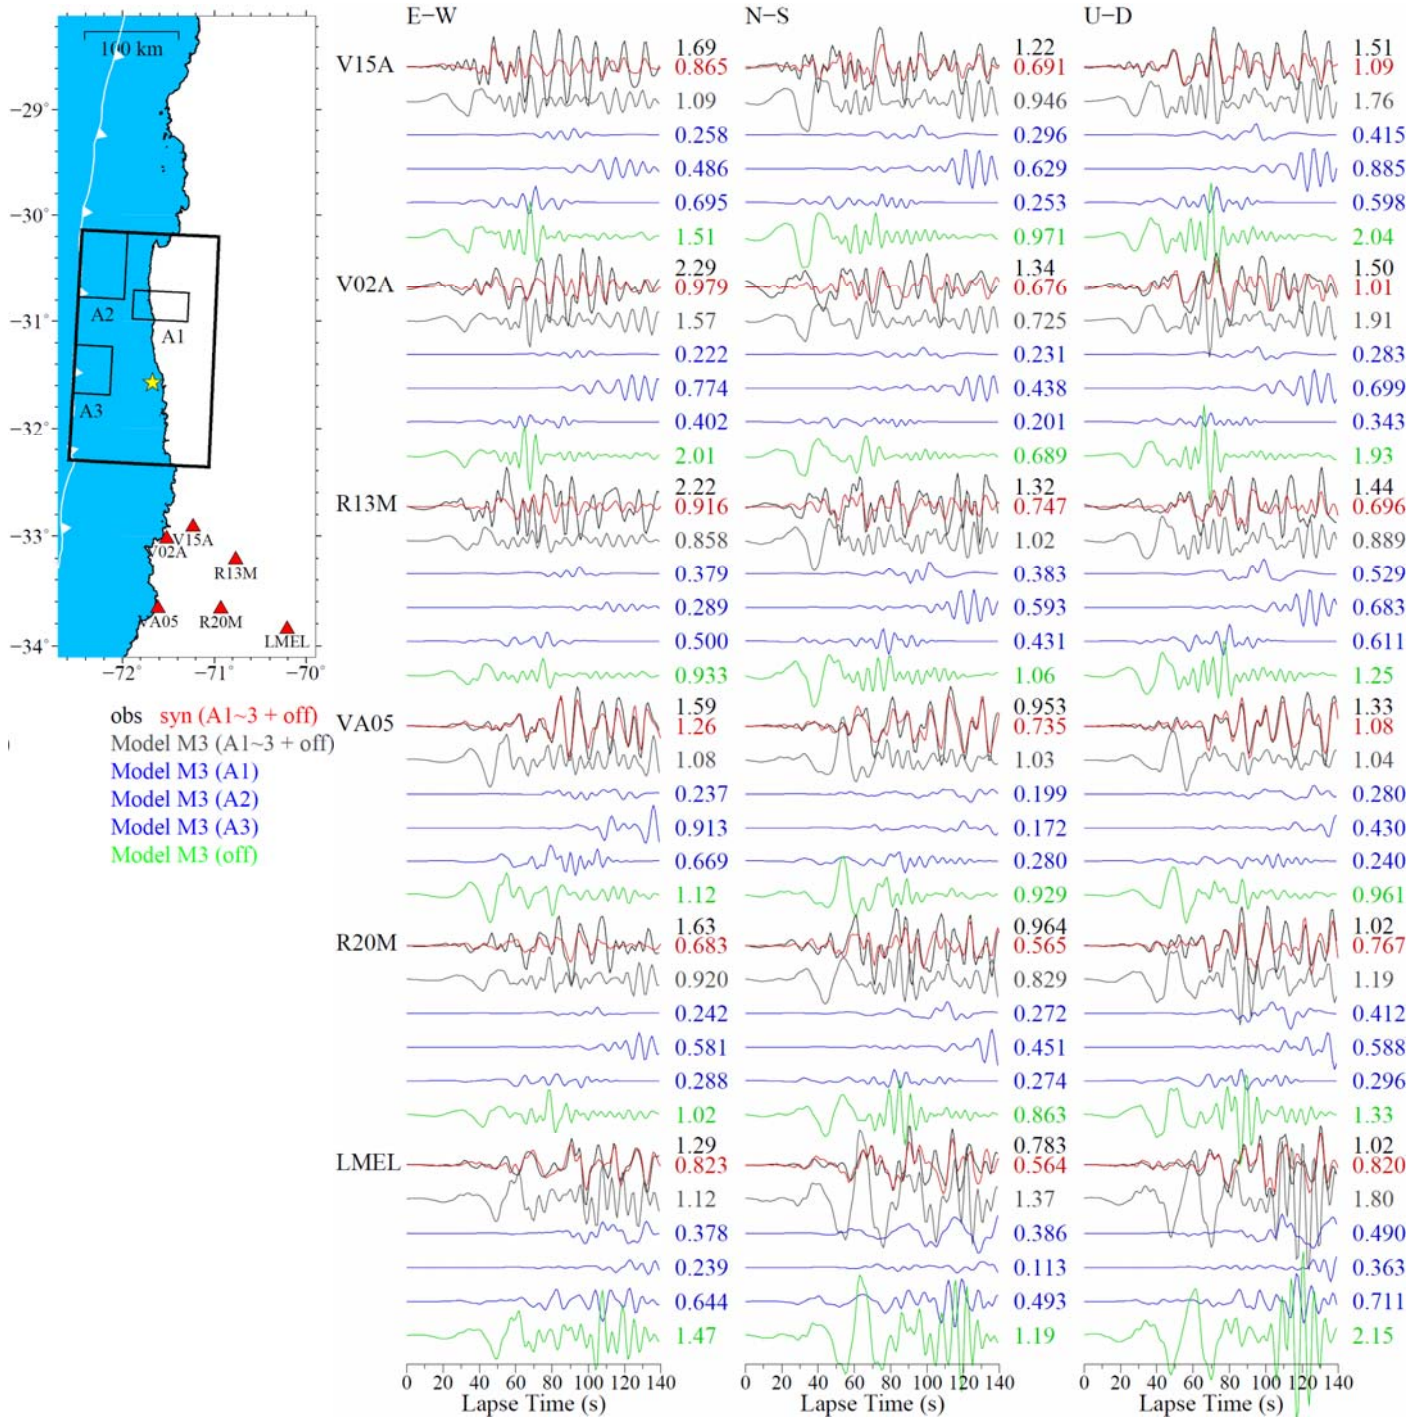 E−W N−S U−D
100 km
−29
−30
−31
−32
−33
−34
−72 −71 −70
A2
A1
A3
V15A
V02A
R13M
VA05
R20M
LMEL
obs syn (A1~3 + off)
Model M3 (A1~3 + off)
Model M3 (A1)
Model M3 (A2)
Model M3 (A3)
Model M3 (off)
V15A
1.69 1.22 1.51
0.865 0.691 1.09
1.09 0.946 1.76
0.258 0.296 0.415
0.486 0.629 0.885
0.695 0.253 0.598
1.51 0.971 2.04
V02A
2.29 1.34 1.50
0.979 0.676 1.01
1.57 0.725 1.91
0.222 0.231 0.283
0.774 0.438 0.699
0.402 0.201 0.343
2.01 0.689 1.93
R13M
2.22 1.32 1.44
0.916 0.747 0.696
0.858 1.02 0.889
0.379 0.383 0.529
0.289 0.593 0.683
0.500 0.431 0.611
0.933 1.06 1.25
VA05
1.59 0.953 1.33
1.26 0.735 1.08
1.08 1.03 1.04
0.237 0.199 0.280
0.913 0.172 0.430
0.669 0.280 0.240
1.12 0.929 0.961
R20M
1.63 0.964 1.02
0.683 0.565 0.767
0.920 0.829 1.19
0.242 0.272 0.412
0.581 0.451 0.588
0.288 0.274 0.296
1.02 0.863 1.33
LMEL
1.29 0.783 1.02
0.823 0.564 0.820
1.12 1.37 1.80
0.378 0.386 0.490
0.239 0.113 0.363
0.644 0.493 0.711
1.47 1.19 2.15
0 20 40 60 80 100 120 140 0 20 40 60 80 100 120 140 0 20 40 60 80 100 120 140
Lapse Time (s) Lapse Time (s) Lapse Time (s)